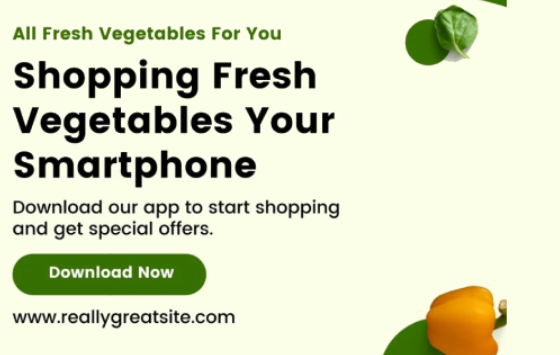 All Fresh Vegetables For You
Shopping Fresh
Vegetables Your
Smartphone
Download our app to start shopping
and get special offers.
Download Now
www.reallygreatsite.com